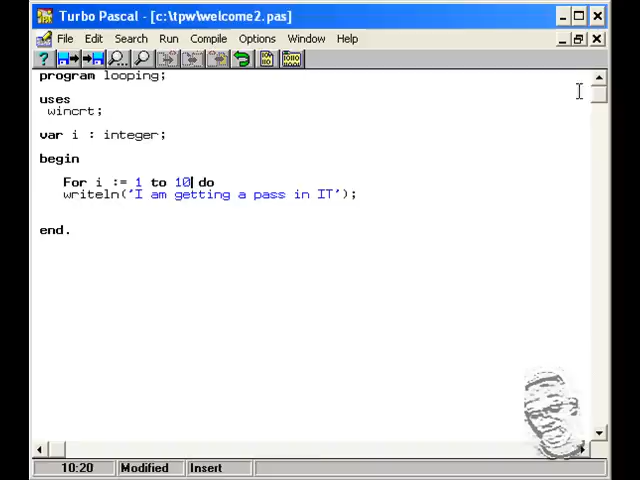 Turbo Pascal - [c:\tpw\welcome2.pas]
File Edit Search Run Compile Options Window Help
program looping;
uses
wincrt;
var i : integer;
begin
For i := 1 to 10 do
writeln('I am getting a pass in IT');
end.
10:20 Modified Insert